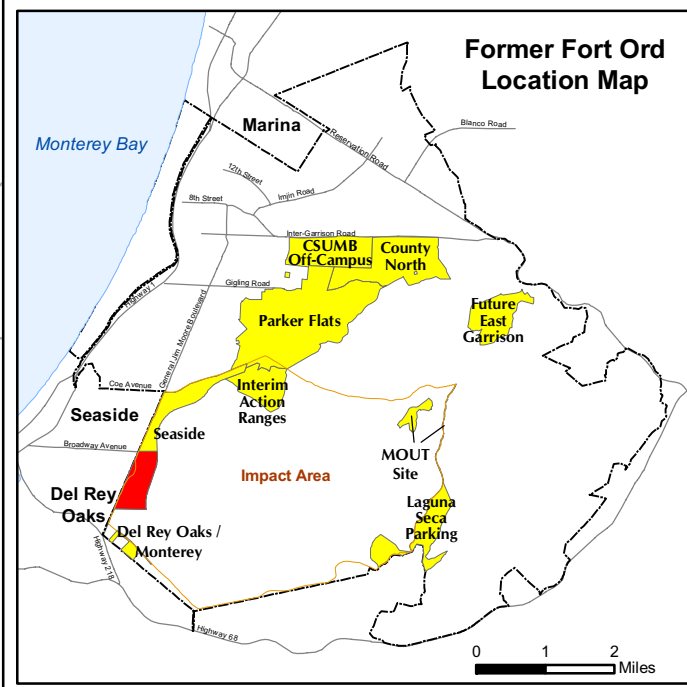 Former Fort Ord
Location Map
Marina
Blanco Road
Monterey Bay
Reservation Road
12th Street
Imjin Road
8th Street
Inter-Garrison Road
CSUMB
Off-Campus
County
North
Gigling Road
Highway 1
General Jim Moore Boulevard
Parker Flats
Future
East
Garrison
Coe Avenue
Interim
Action
Ranges
Seaside
Seaside
Broadway Avenue
MOUT
Site
Impact Area
Del Rey
Oaks
Laguna
Seca
Parking
Del Rey Oaks /
Monterey
Highway 218
Highway 68
0 1 2
Miles